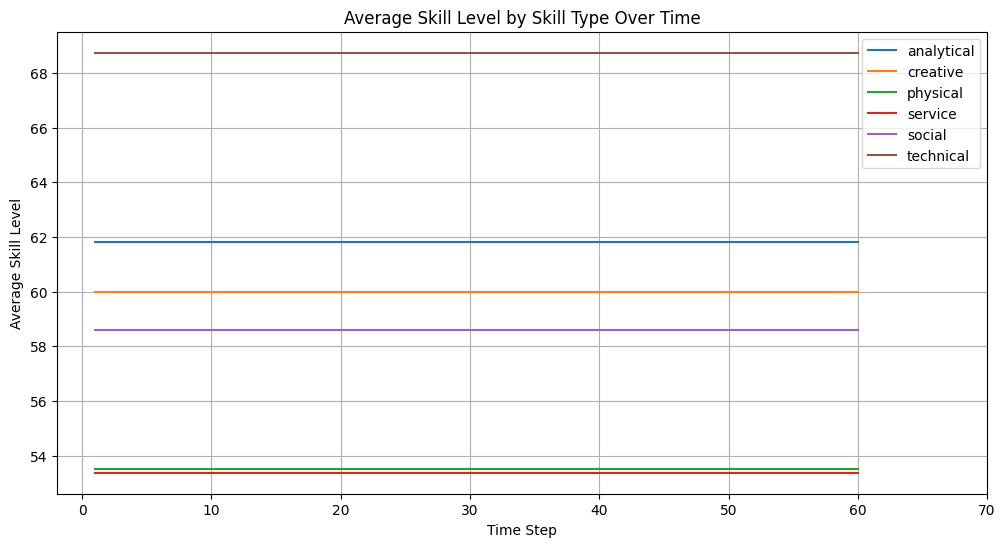 Average Skill Level by Skill Type Over Time
Average Skill Level
68
66
64
62
60
58
56
54
analytical
creative
physical
service
social
technical
0 10 20 30 40 50 60 70
Time Step